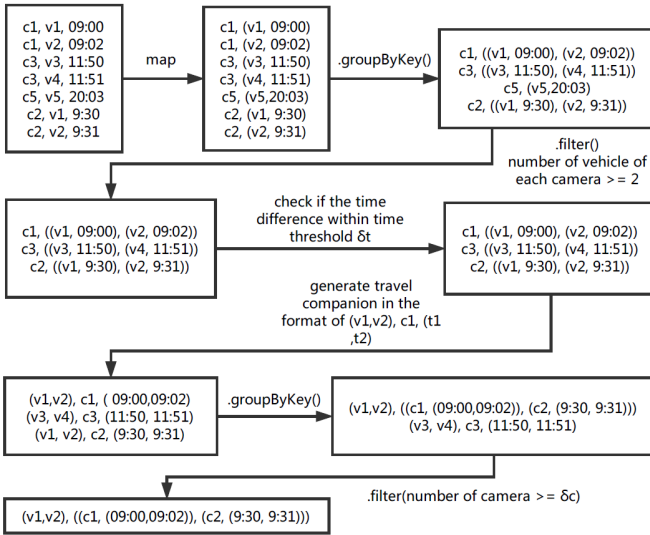 c1, v1, 09:00
c1, v2, 09:02
c3, v3, 11:50
c3, v4, 11:51
c5, v5, 20:03
c2, v1, 9:30
c2, v2, 9:31
map
c1, (v1, 09:00)
c1, (v2, 09:02)
c3, (v3, 11:50)
c3, (v4, 11:51)
c5, (v5,20:03)
c2, (v1, 9:30)
c2, (v2, 9:31)
.groupByKey()
c1, ((v1, 09:00), (v2, 09:02))
c3, ((v3, 11:50), (v4, 11:51))
c5, (v5,20:03)
c2, ((v1, 9:30), (v2, 9:31))
.filter()
number of vehicle of
each camera >= 2
c1, ((v1, 09:00), (v2, 09:02))
c3, ((v3, 11:50), (v4, 11:51))
c2, ((v1, 9:30), (v2, 9:31))
check if the time
difference within time
threshold δt
c1, ((v1, 09:00), (v2, 09:02))
c3, ((v3, 11:50), (v4, 11:51))
c2, ((v1, 9:30), (v2, 9:31))
generate travel
companion in the
format of (v1,v2), c1, (t1
,t2)
(v1,v2), c1, ( 09:00,09:02)
(v3, v4), c3, (11:50, 11:51)
(v1, v2), c2, (9:30, 9:31)
.groupByKey()
(v1,v2), ((c1, (09:00,09:02)), (c2, (9:30, 9:31)))
(v3, v4), c3, (11:50, 11:51)
.filter(number of camera >= δc)
(v1,v2), ((c1, (09:00,09:02)), (c2, (9:30, 9:31)))